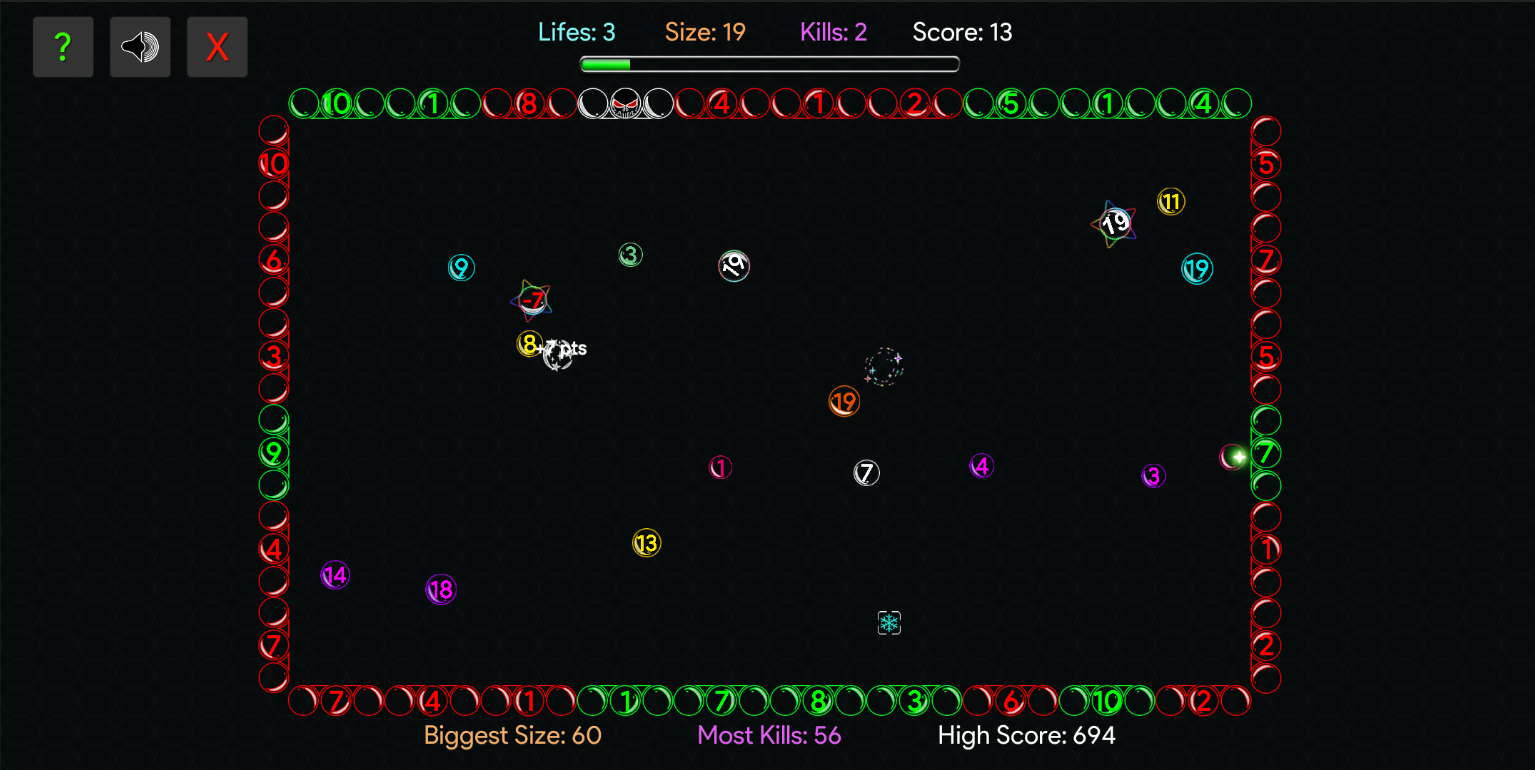 Lifes: 3 Size: 19 Kills: 2 Score: 13
? X
10 1 8 4 1 2 5 1 4
10 5
11
19
6 9 3 19 19 7
-7
8 +7 pts
3 5
19
9 7
1 7 4 3
13
4 1
14 18
7 2
7 4 1 1 7 8 3 6 10 2
Biggest Size: 60 Most Kills: 56 High Score: 694